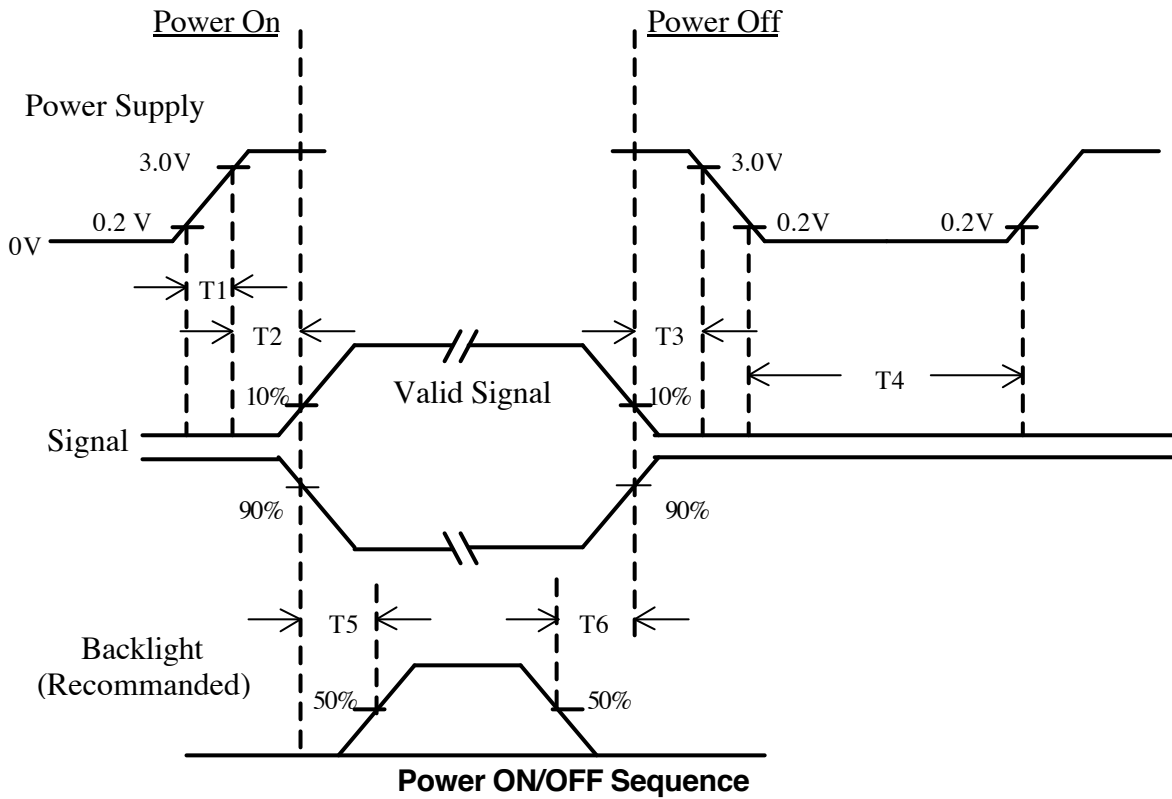 Power On
Power Off
Power Supply
3.0V
3.0V
0.2 V
0.2V
0.2V
0V
T1
T2
T3
T4
10%
Valid Signal
10%
Signal
90%
90%
T5
T6
Backlight
(Recommanded)
50%
50%
Power ON/OFF Sequence